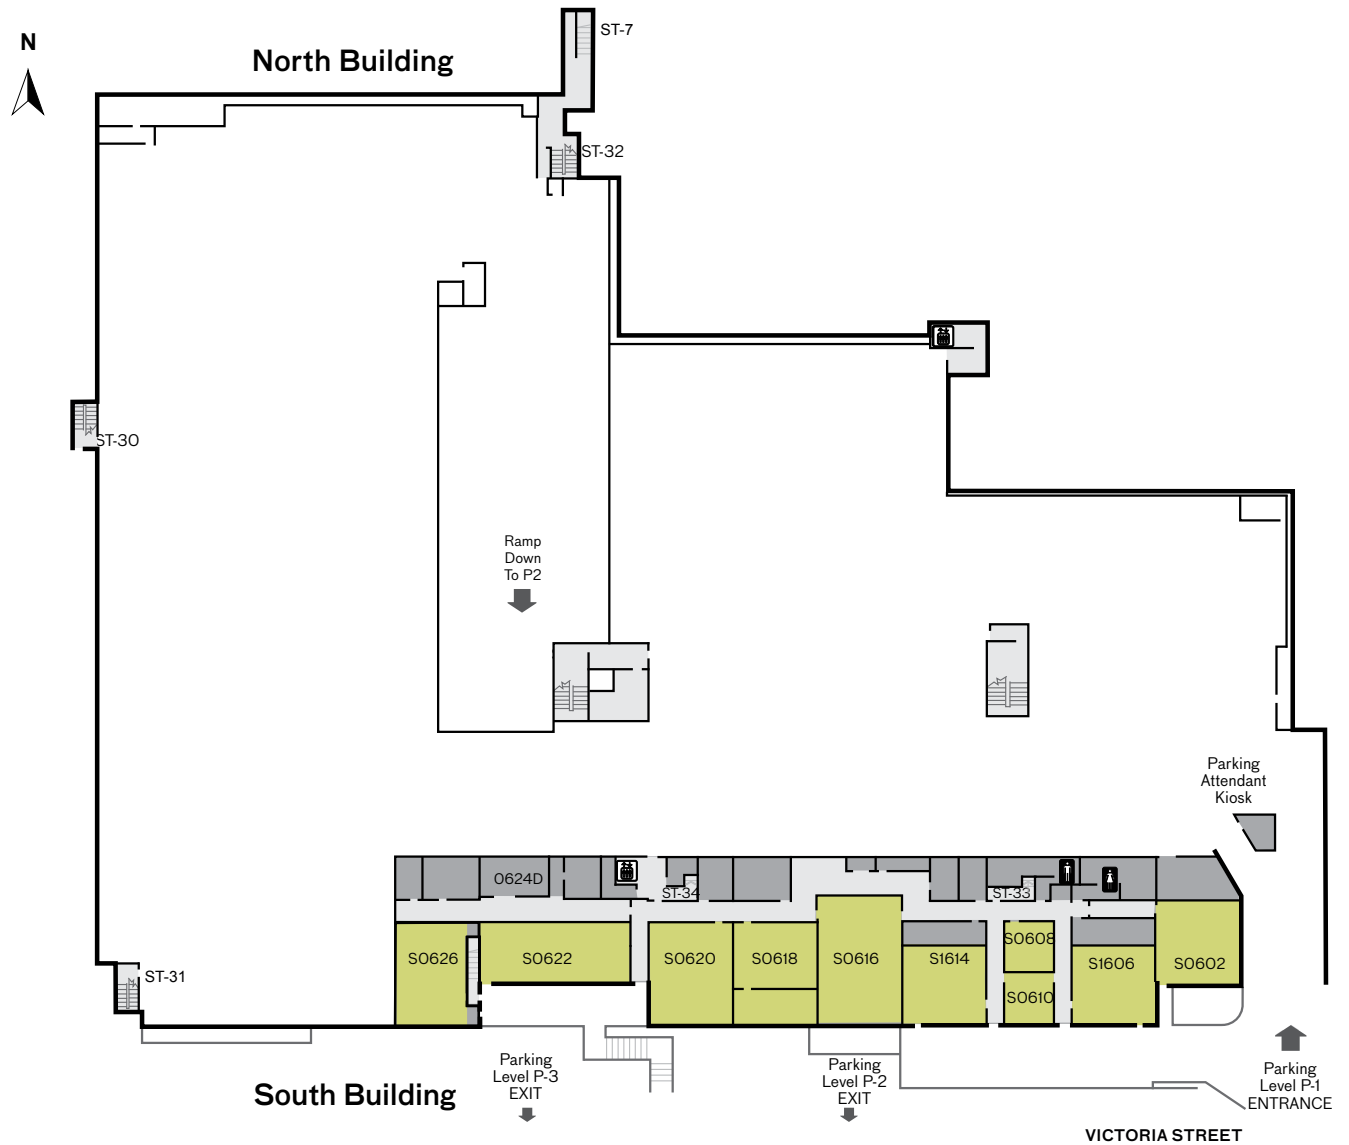 ST-7
N
North Building
ST-32
ST-30
Ramp
Down
To P2
Parking
Attendant
Kiosk
0624D
ST-34
ST-33
S0608
S0626
S0622
S0620
S0618
S0616
S1614
S1606
S0602
ST-31
S0610
Parking
Level P-3
EXIT
Parking
Level P-2
EXIT
Parking
Level P-1
ENTRANCE
South Building
VICTORIA STREET